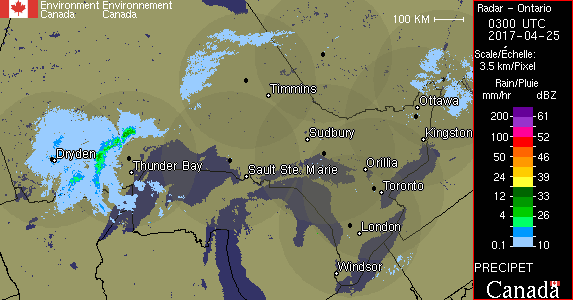 Environment Environnement
Canada Canada
100 KM
Timmins
Ottawa
Sudbury
Kingston
Dryden
Thunder Bay
Sault Ste. Marie
Orillia
Toronto
London
Windsor
Radar - Ontario
0300 UTC
2017-04-25
Scale/Échelle:
3.5 km/Pixel
Rain/Pluie
mm/hr dBZ
200 61
100 52
50 46
24 39
12 33
4 26
0.1 10
PRECIPET
Canada